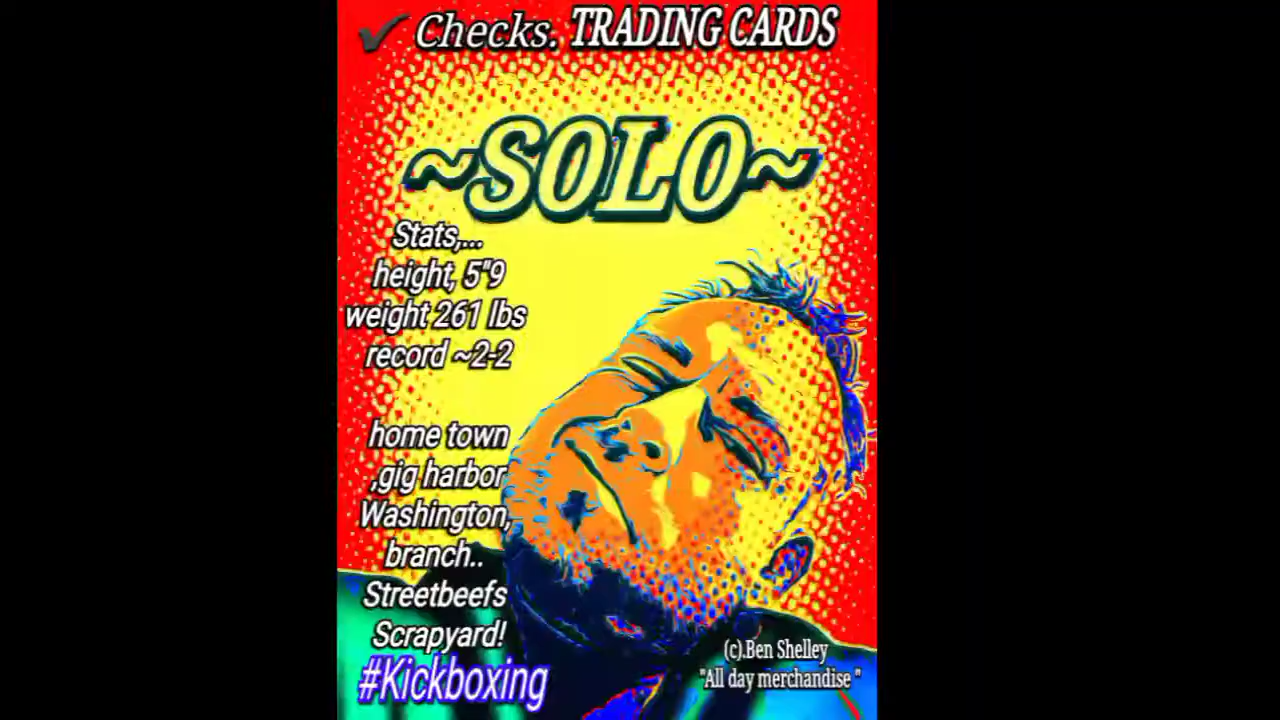 ✔ Checks. TRADING CARDS
~SOLO~
Stats,...
height, 5"9
weight 261 lbs
record ~2-2
home town
,gig harbor
Washington,
branch..
Streetbeefs
Scrapyard!
#Kickboxing
(c).Ben Shelley
"All day merchandise "